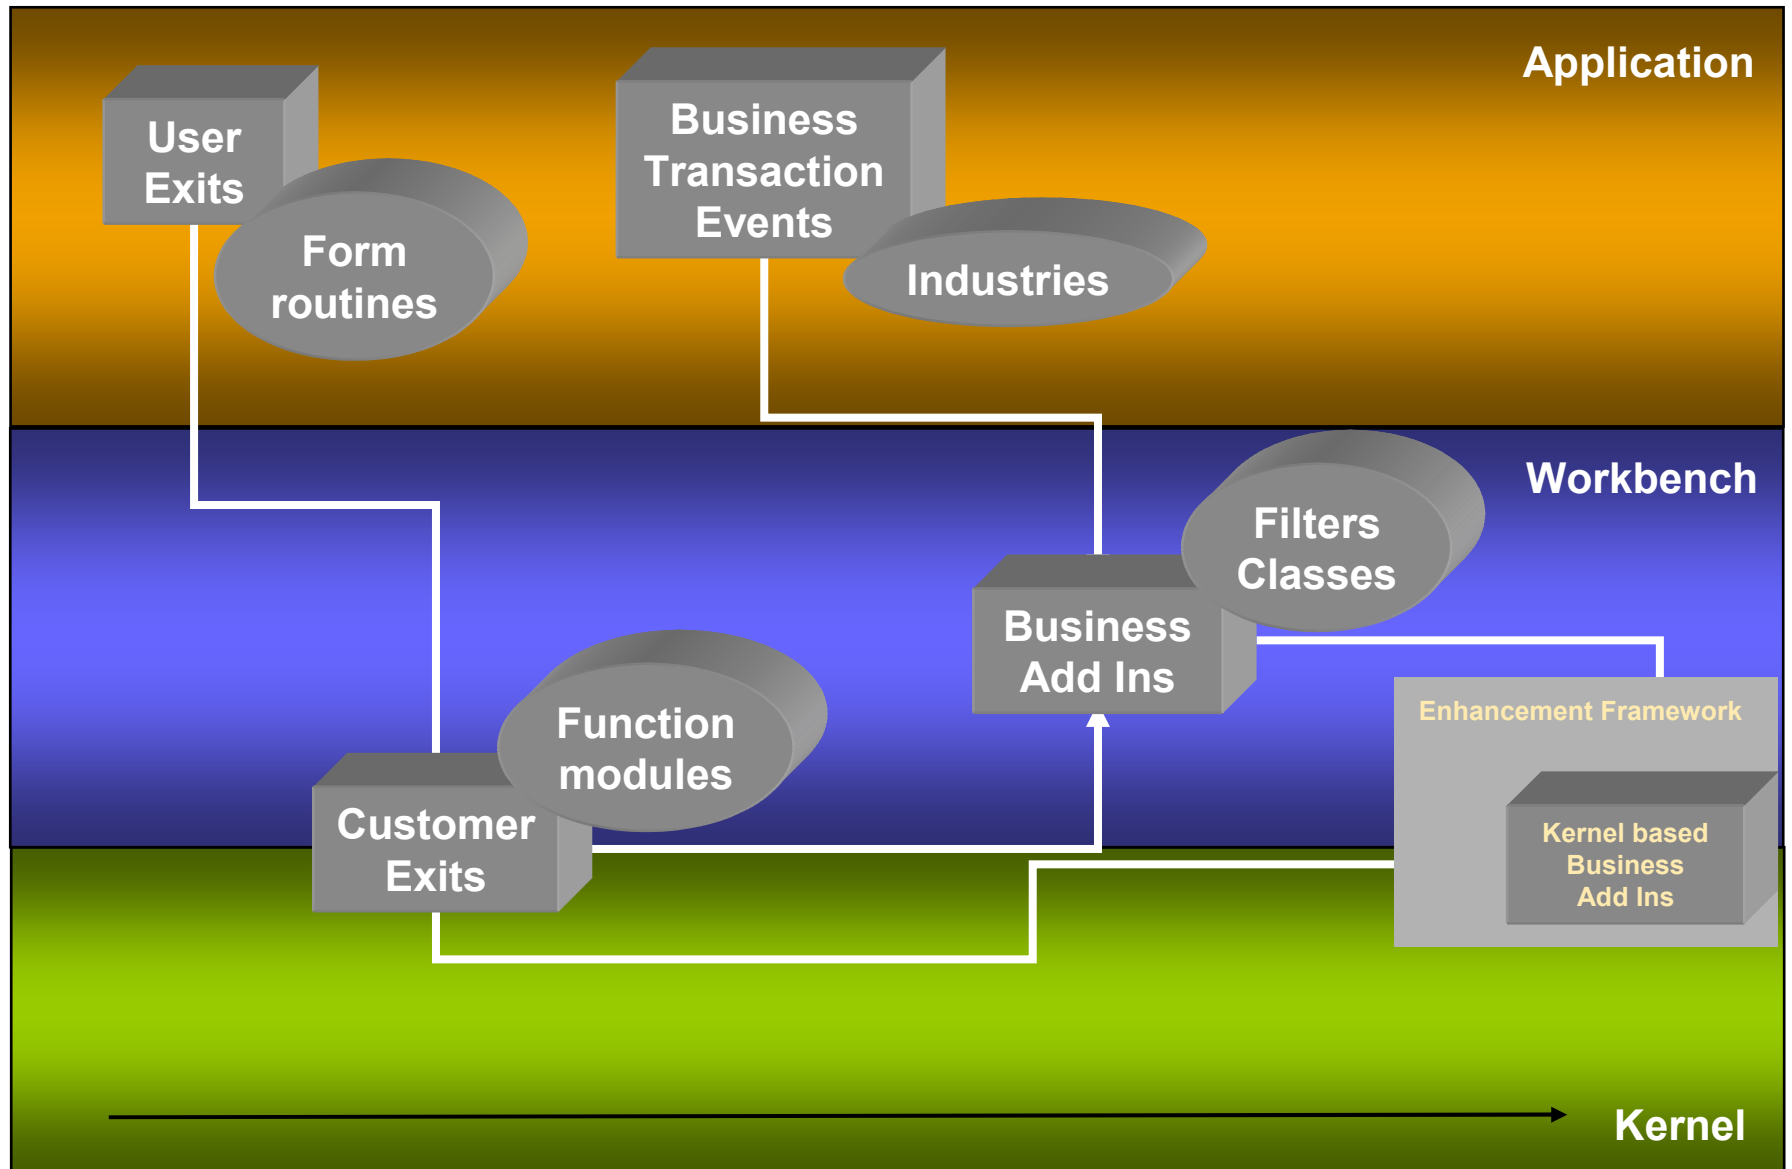 Application
User
Exits
Form
routines
Business
Transaction
Events
Industries
Workbench
Filters
Classes
Business
Add Ins
Function
modules
Customer
Exits
Enhancement Framework
Kernel based
Business
Add Ins
Kernel